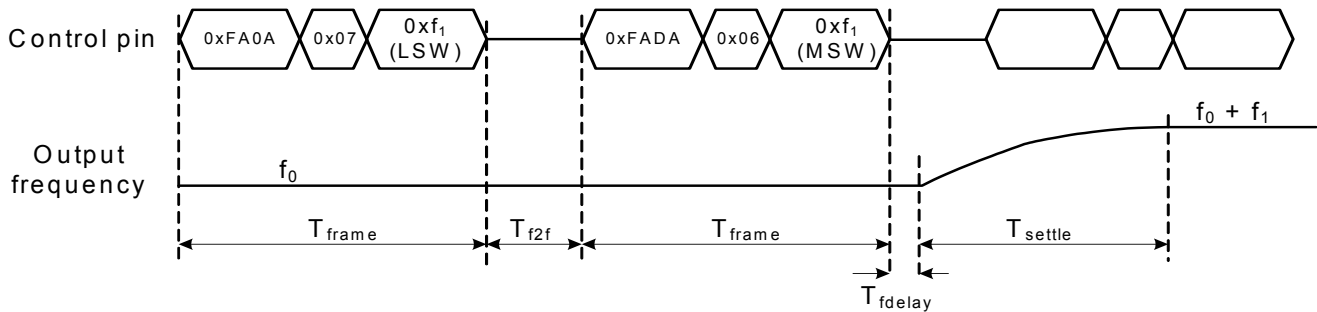 Control pin
0xFA0A
0x07
0xf₁
(LSW)
0xFADA
0x06
0xf₁
(MSW)
Output
frequency
f₀
f₀ + f₁
Tframe
Tf2f
Tframe
Tsettle
Tfdelay